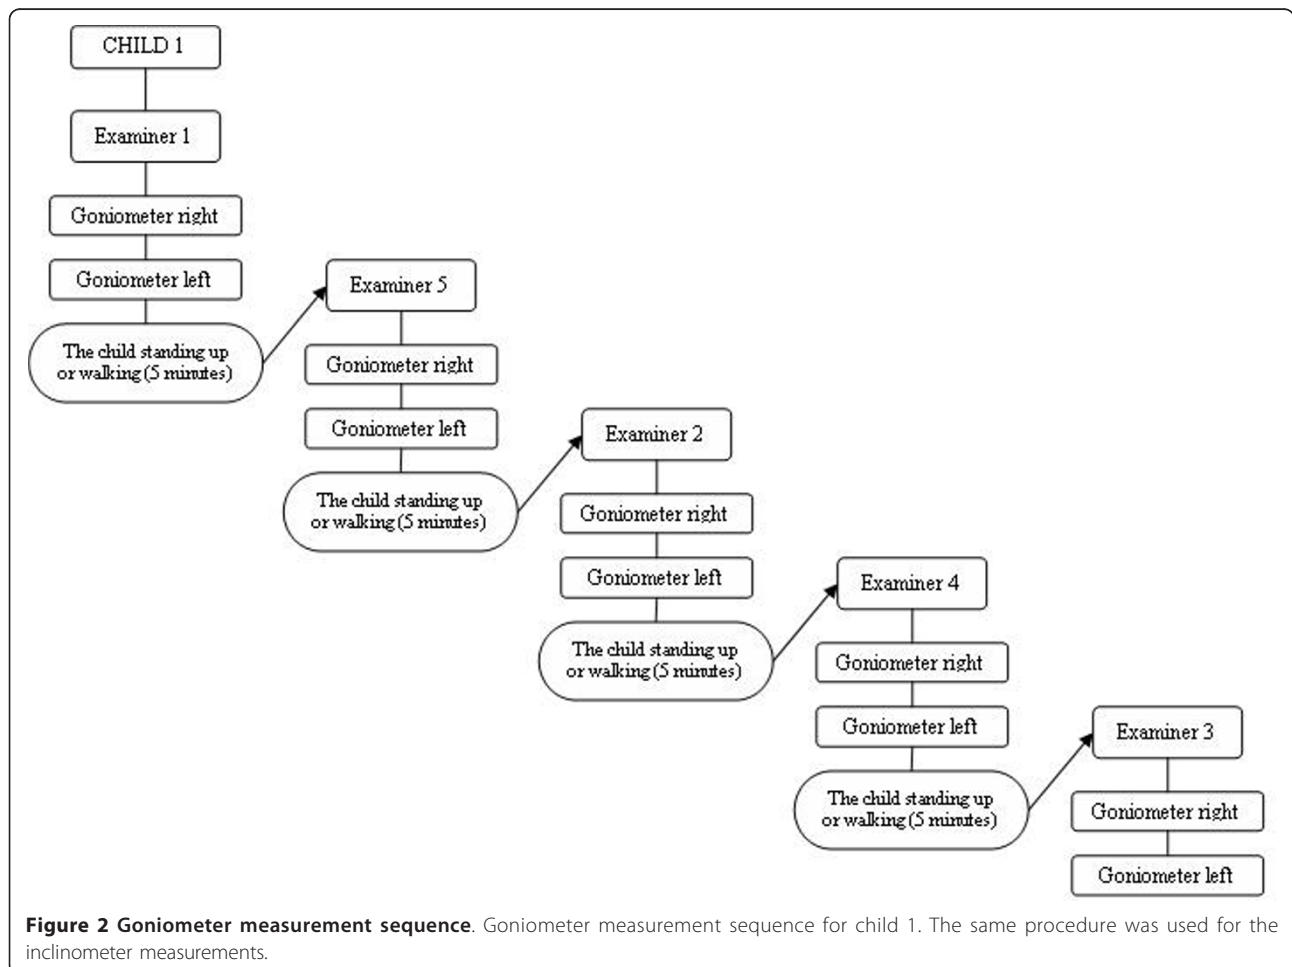 CHILD 1
Examiner 1
Goniometer right
Goniometer left
The child standing up
or walking (5 minutes)
Examiner 5
Goniometer right
Goniometer left
The child standing up
or walking (5 minutes)
Examiner 2
Goniometer right
Goniometer left
The child standing up
or walking (5 minutes)
Examiner 4
Goniometer right
Goniometer left
The child standing up
or walking (5 minutes)
Examiner 3
Goniometer right
Goniometer left
Figure 2 Goniometer measurement sequence. Goniometer measurement sequence for child 1. The same procedure was used for the
inclinometer measurements.